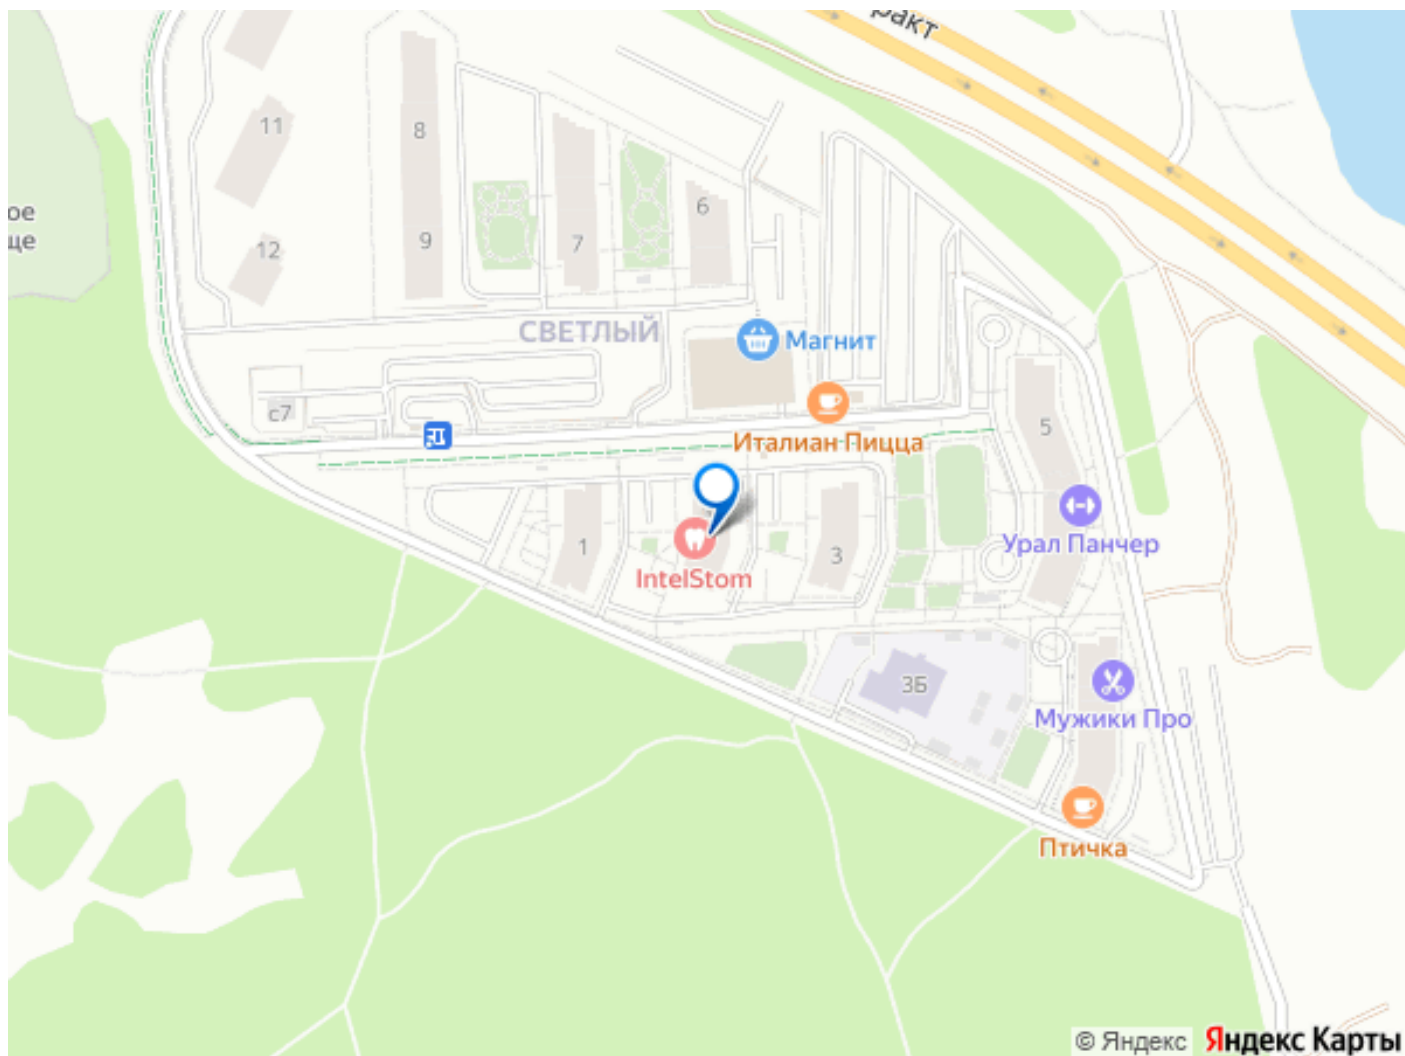 ракт
11
8
6
ое
ще
12
9
7
СВЕТЛЫЙ
Магнит
с7
5
Италиан Пицца
1
3
Урал Панчер
IntelStom
3Б
Мужики Про
Птичка
© Яндекс Яндекс Карты